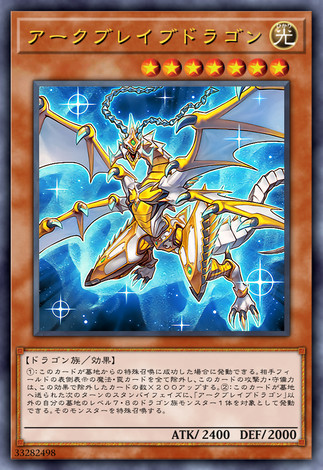 アークブレイブドラゴン
光
【ドラゴン族／効果】
①:このカードが墓地からの特殊召喚に成功した場合に発動できる。相手フィ
ールドの表側表示の魔法・罠カードを全て除外し、このカードの攻撃力・守備力
は、この効果で除外したカードの数×２００アップする。②:このカードが墓地
へ送られた次のターンのスタンバイフェイズに、「アークブレイブドラゴン」以
外の自分の墓地のレベル７・８のドラゴン族モンスター１体を対象として発動
できる。そのモンスターを特殊召喚する。
ATK/ 2400 DEF/ 2000
33282498